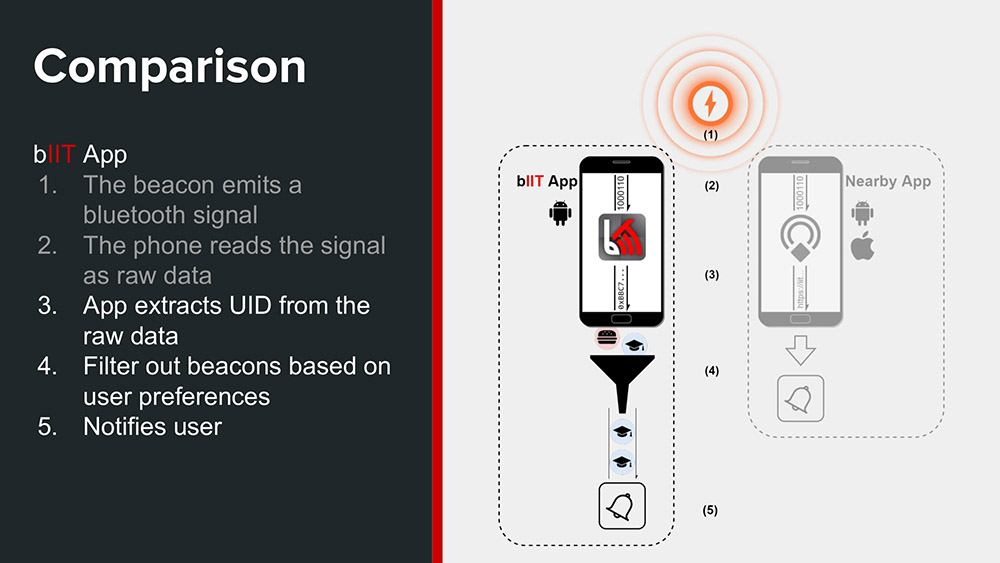 Comparison
bIIT App
1. The beacon emits a
bluetooth signal
2. The phone reads the signal
as raw data
3. App extracts UID from the
raw data
4. Filter out beacons based on
user preferences
5. Notifies user
(1)
bIIT App
1000110
(2)
1000110
Nearby App
0xBBC7...
(3)
https://iit...
(4)
(5)